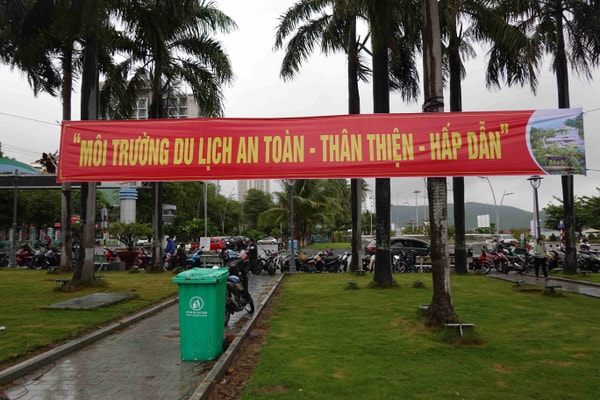 "MÔI TRƯỜNG DU LỊCH AN TOÀN - THÂN THIỆN - HẤP DẪN"